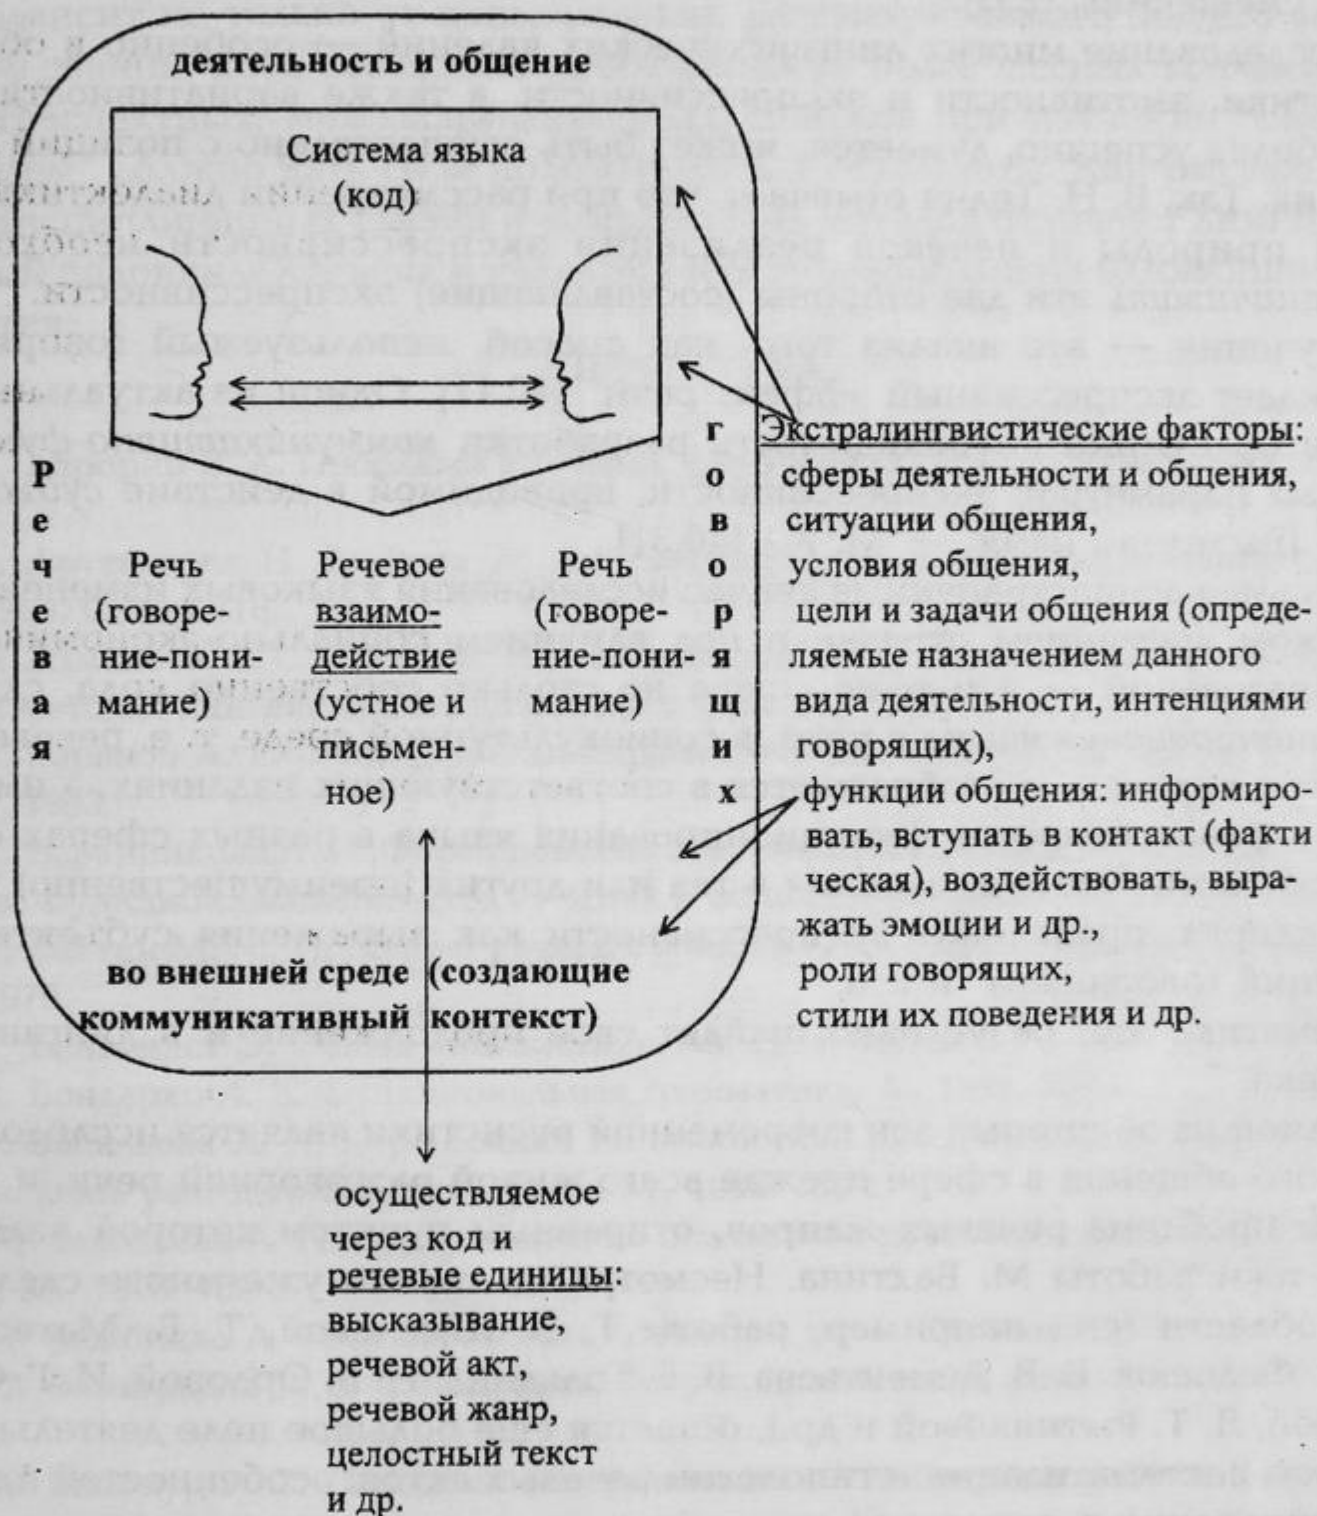 деятельность и общение
Система языка
(код)
Речевая
Речь
(говоре-
ние-пони-
мание)
Речевое
взаимо-
действие
(устное и
письмен-
ное)
Речь
(говоре-
ние-пони-
мание)
говорящих
во внешней среде (создающие
коммуникативный контекст)
Экстралингвистические факторы:
сферы деятельности и общения,
ситуации общения,
условия общения,
цели и задачи общения (опреде-
ляемые назначением данного
вида деятельности, интенциями
говорящих),
функции общения: информиро-
вать, вступать в контакт (факти
ческая), воздействовать, выра-
жать эмоции и др.,
роли говорящих,
стили их поведения и др.
осуществляемое
через код и
речевые единицы:
высказывание,
речевой акт,
речевой жанр,
целостный текст
и др.